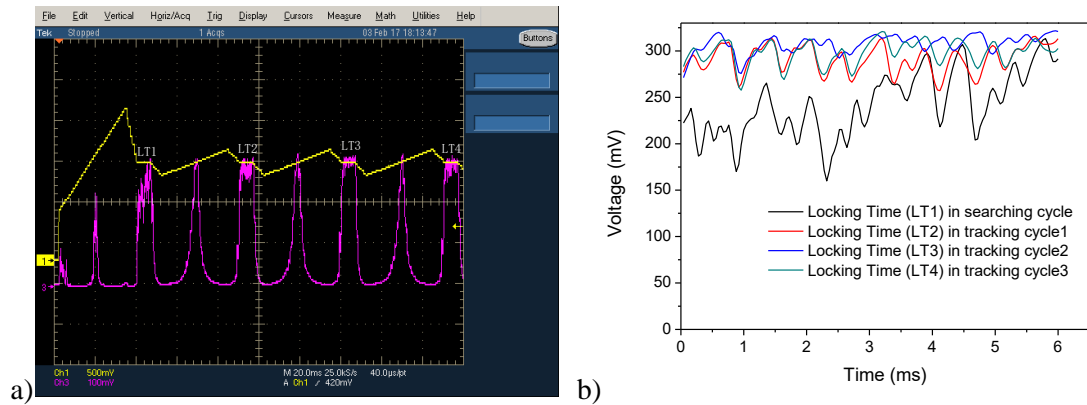 File Edit Vertical Horiz/Acq Trig Display Cursors Measure Math Utilities Help
Tek Stopped 1 Acqs 03 Feb 17 18:13:47 Buttons
LT1 LT2 LT3 LT4
1
3
Ch1 500mV M 20.0ms 25.0kS/s 40.0µs/pt
Ch3 100mV A Ch1 ∕ 420mV
a)
300
250
200
150
100
50
0
Voltage (mV)
Locking Time (LT1) in searching cycle
Locking Time (LT2) in tracking cycle1
Locking Time (LT3) in tracking cycle2
Locking Time (LT4) in tracking cycle3
0 1 2 3 4 5 6
Time (ms)
b)